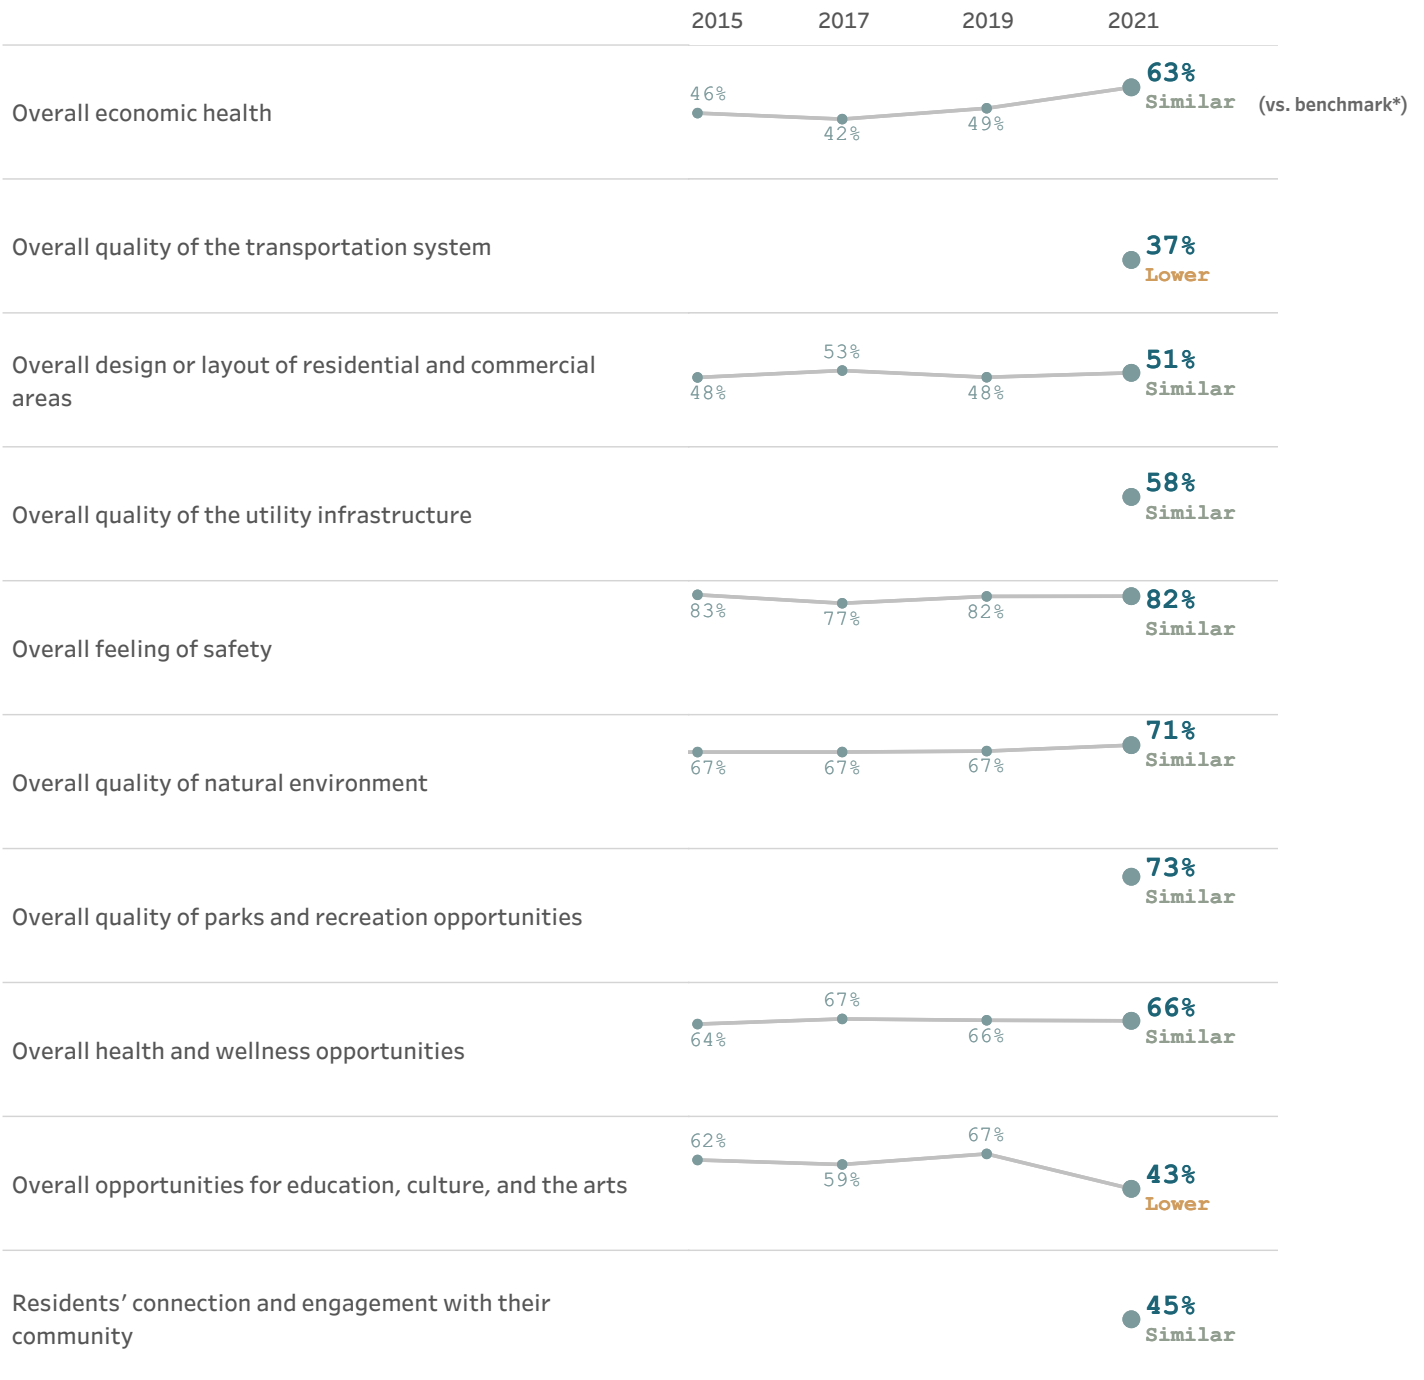 2015 2017 2019 2021
Overall economic health
46%
42%
49%
63%
Similar
(vs. benchmark*)
Overall quality of the transportation system
37%
Lower
Overall design or layout of residential and commercial
areas
48%
53%
48%
51%
Similar
Overall quality of the utility infrastructure
58%
Similar
Overall feeling of safety
83%
77%
82%
82%
Similar
Overall quality of natural environment
67%
67%
67%
71%
Similar
Overall quality of parks and recreation opportunities
73%
Similar
Overall health and wellness opportunities
64%
67%
66%
66%
Similar
Overall opportunities for education, culture, and the arts
62%
59%
67%
43%
Lower
Residents’ connection and engagement with their
community
45%
Similar